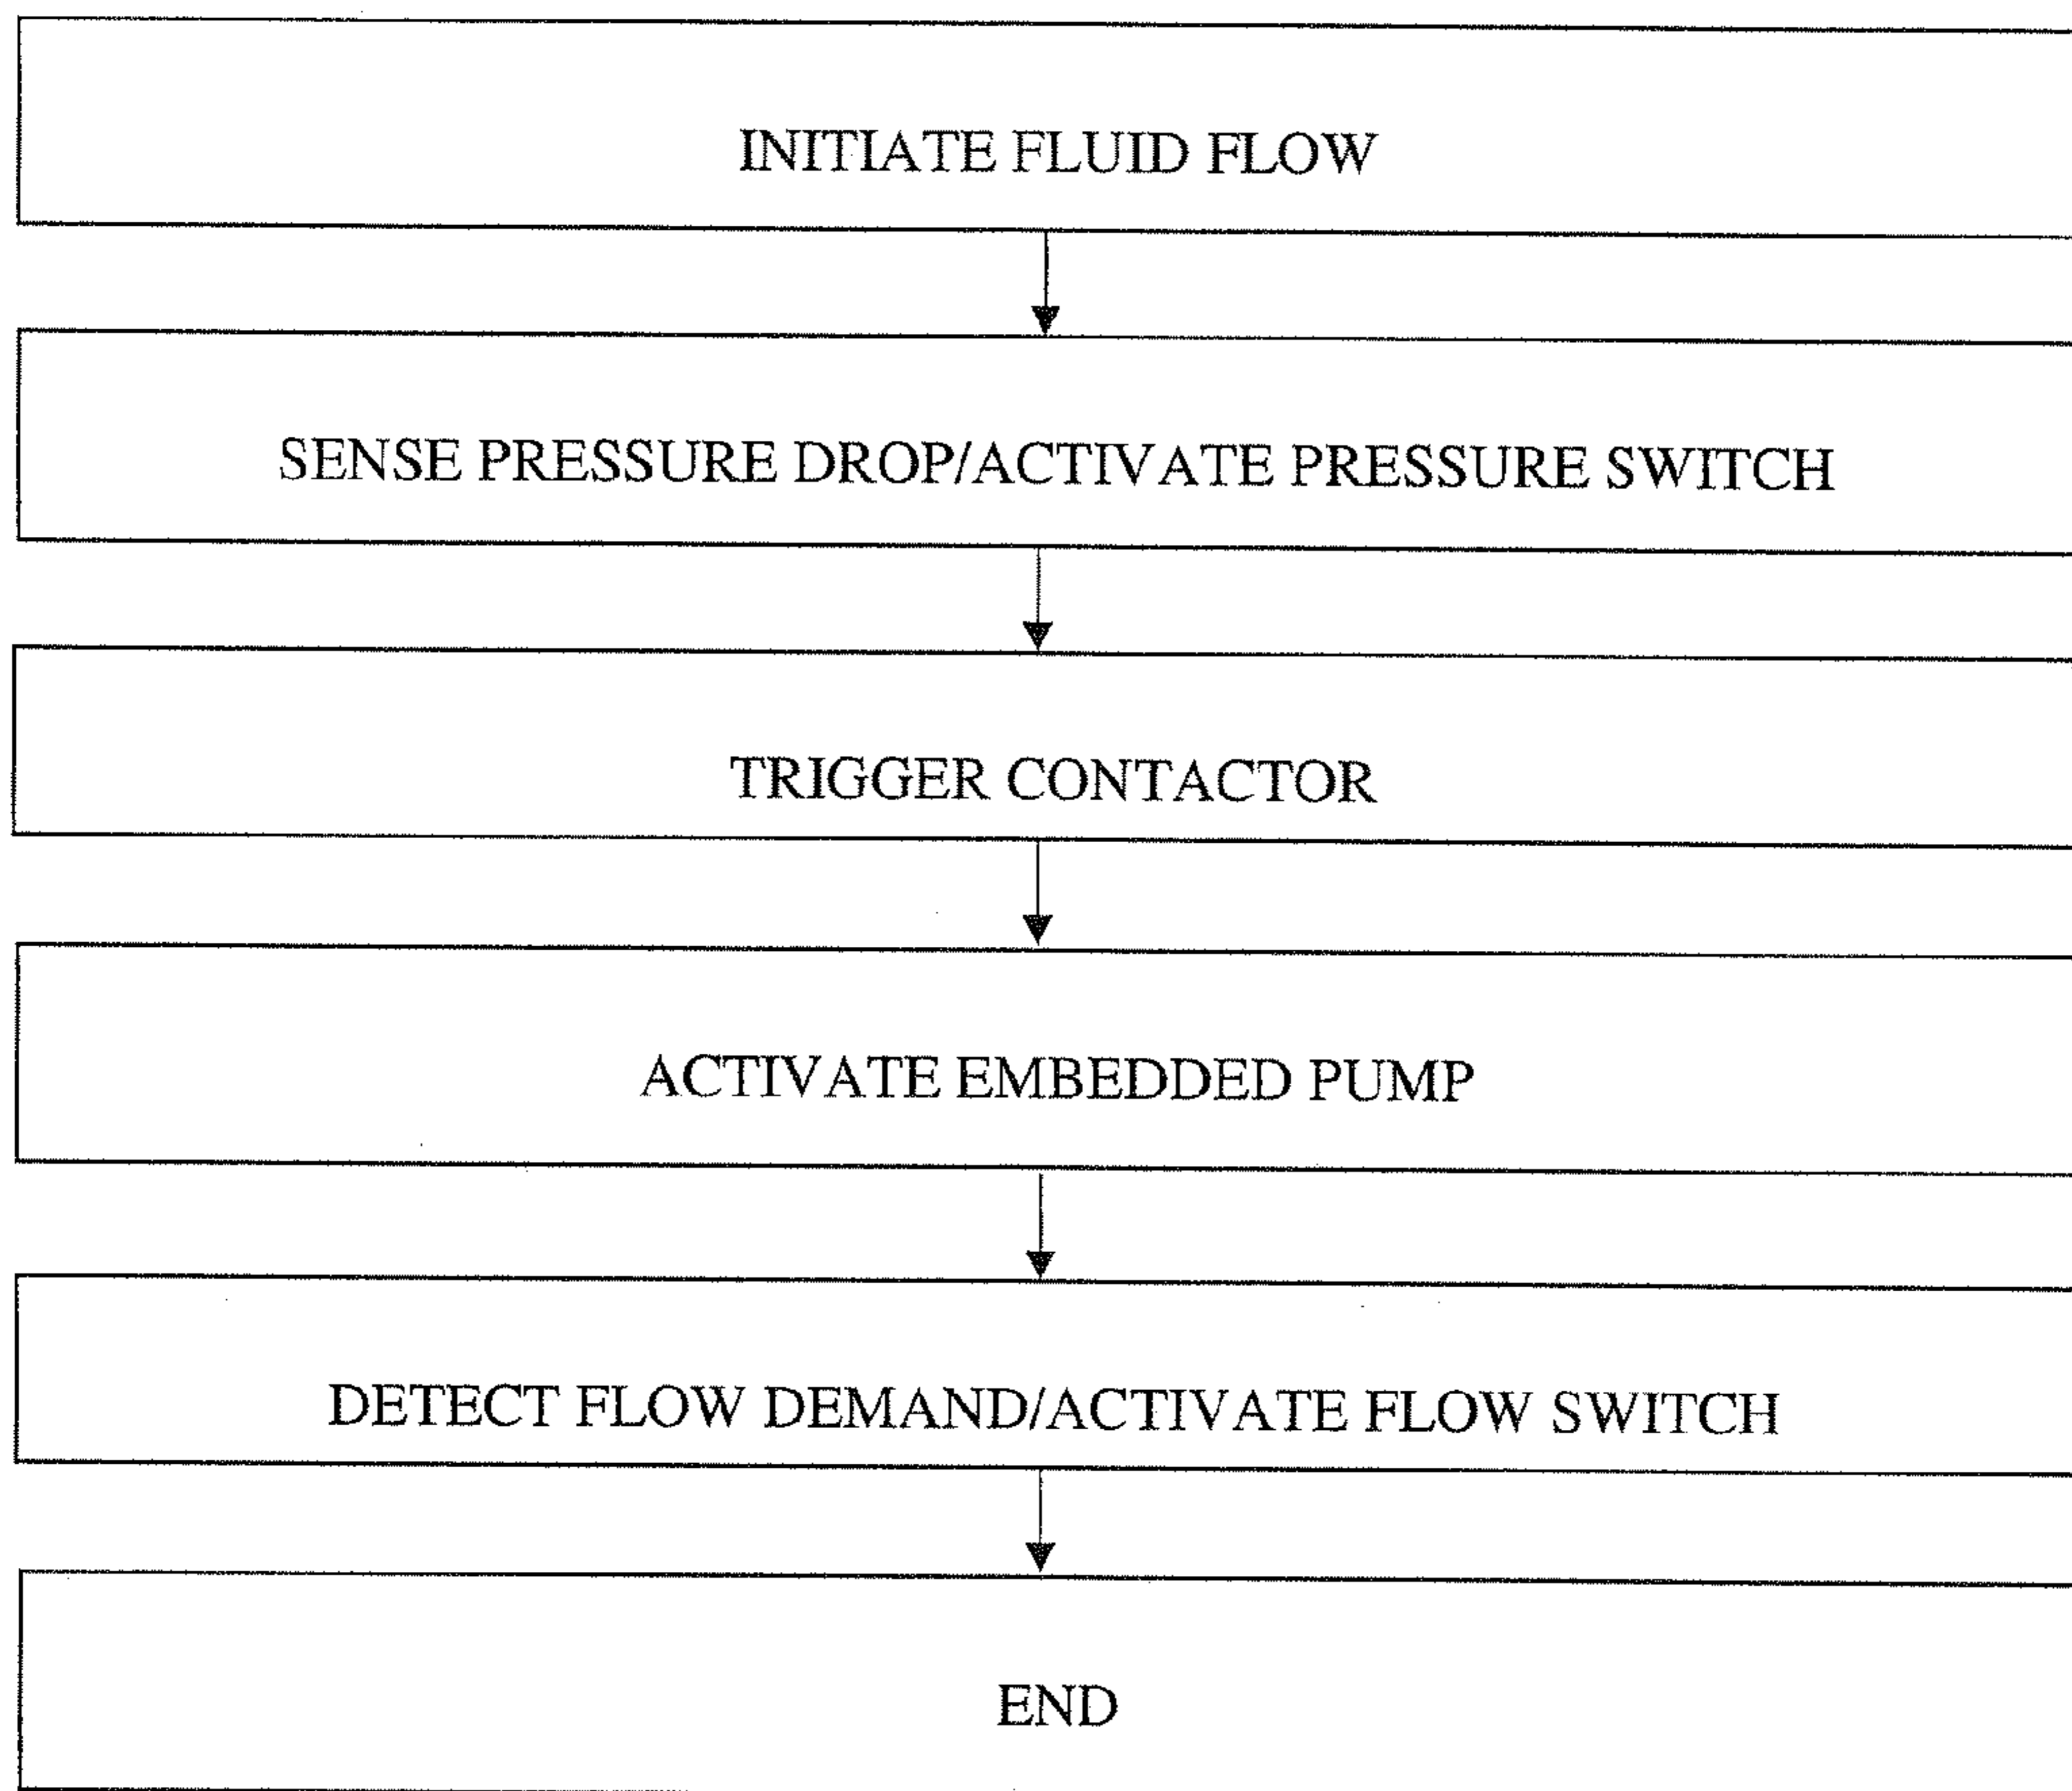 INITIATE FLUID FLOW
SENSE PRESSURE DROP/ACTIVATE PRESSURE SWITCH
TRIGGER CONTACTOR
ACTIVATE EMBEDDED PUMP
DETECT FLOW DEMAND/ACTIVATE FLOW SWITCH
END